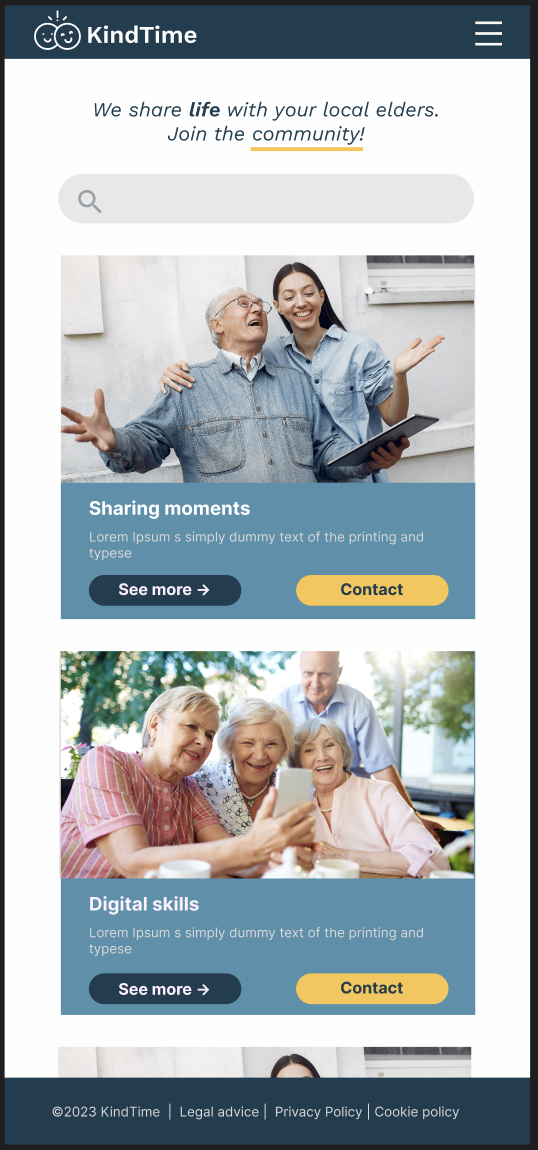 KindTime
We share life with your local elders.
Join the community!
Sharing moments
Lorem Ipsum s simply dummy text of the printing and
typese
See more →
Contact
Digital skills
Lorem Ipsum s simply dummy text of the printing and
typese
See more →
Contact
©2023 KindTime | Legal advice | Privacy Policy | Cookie policy